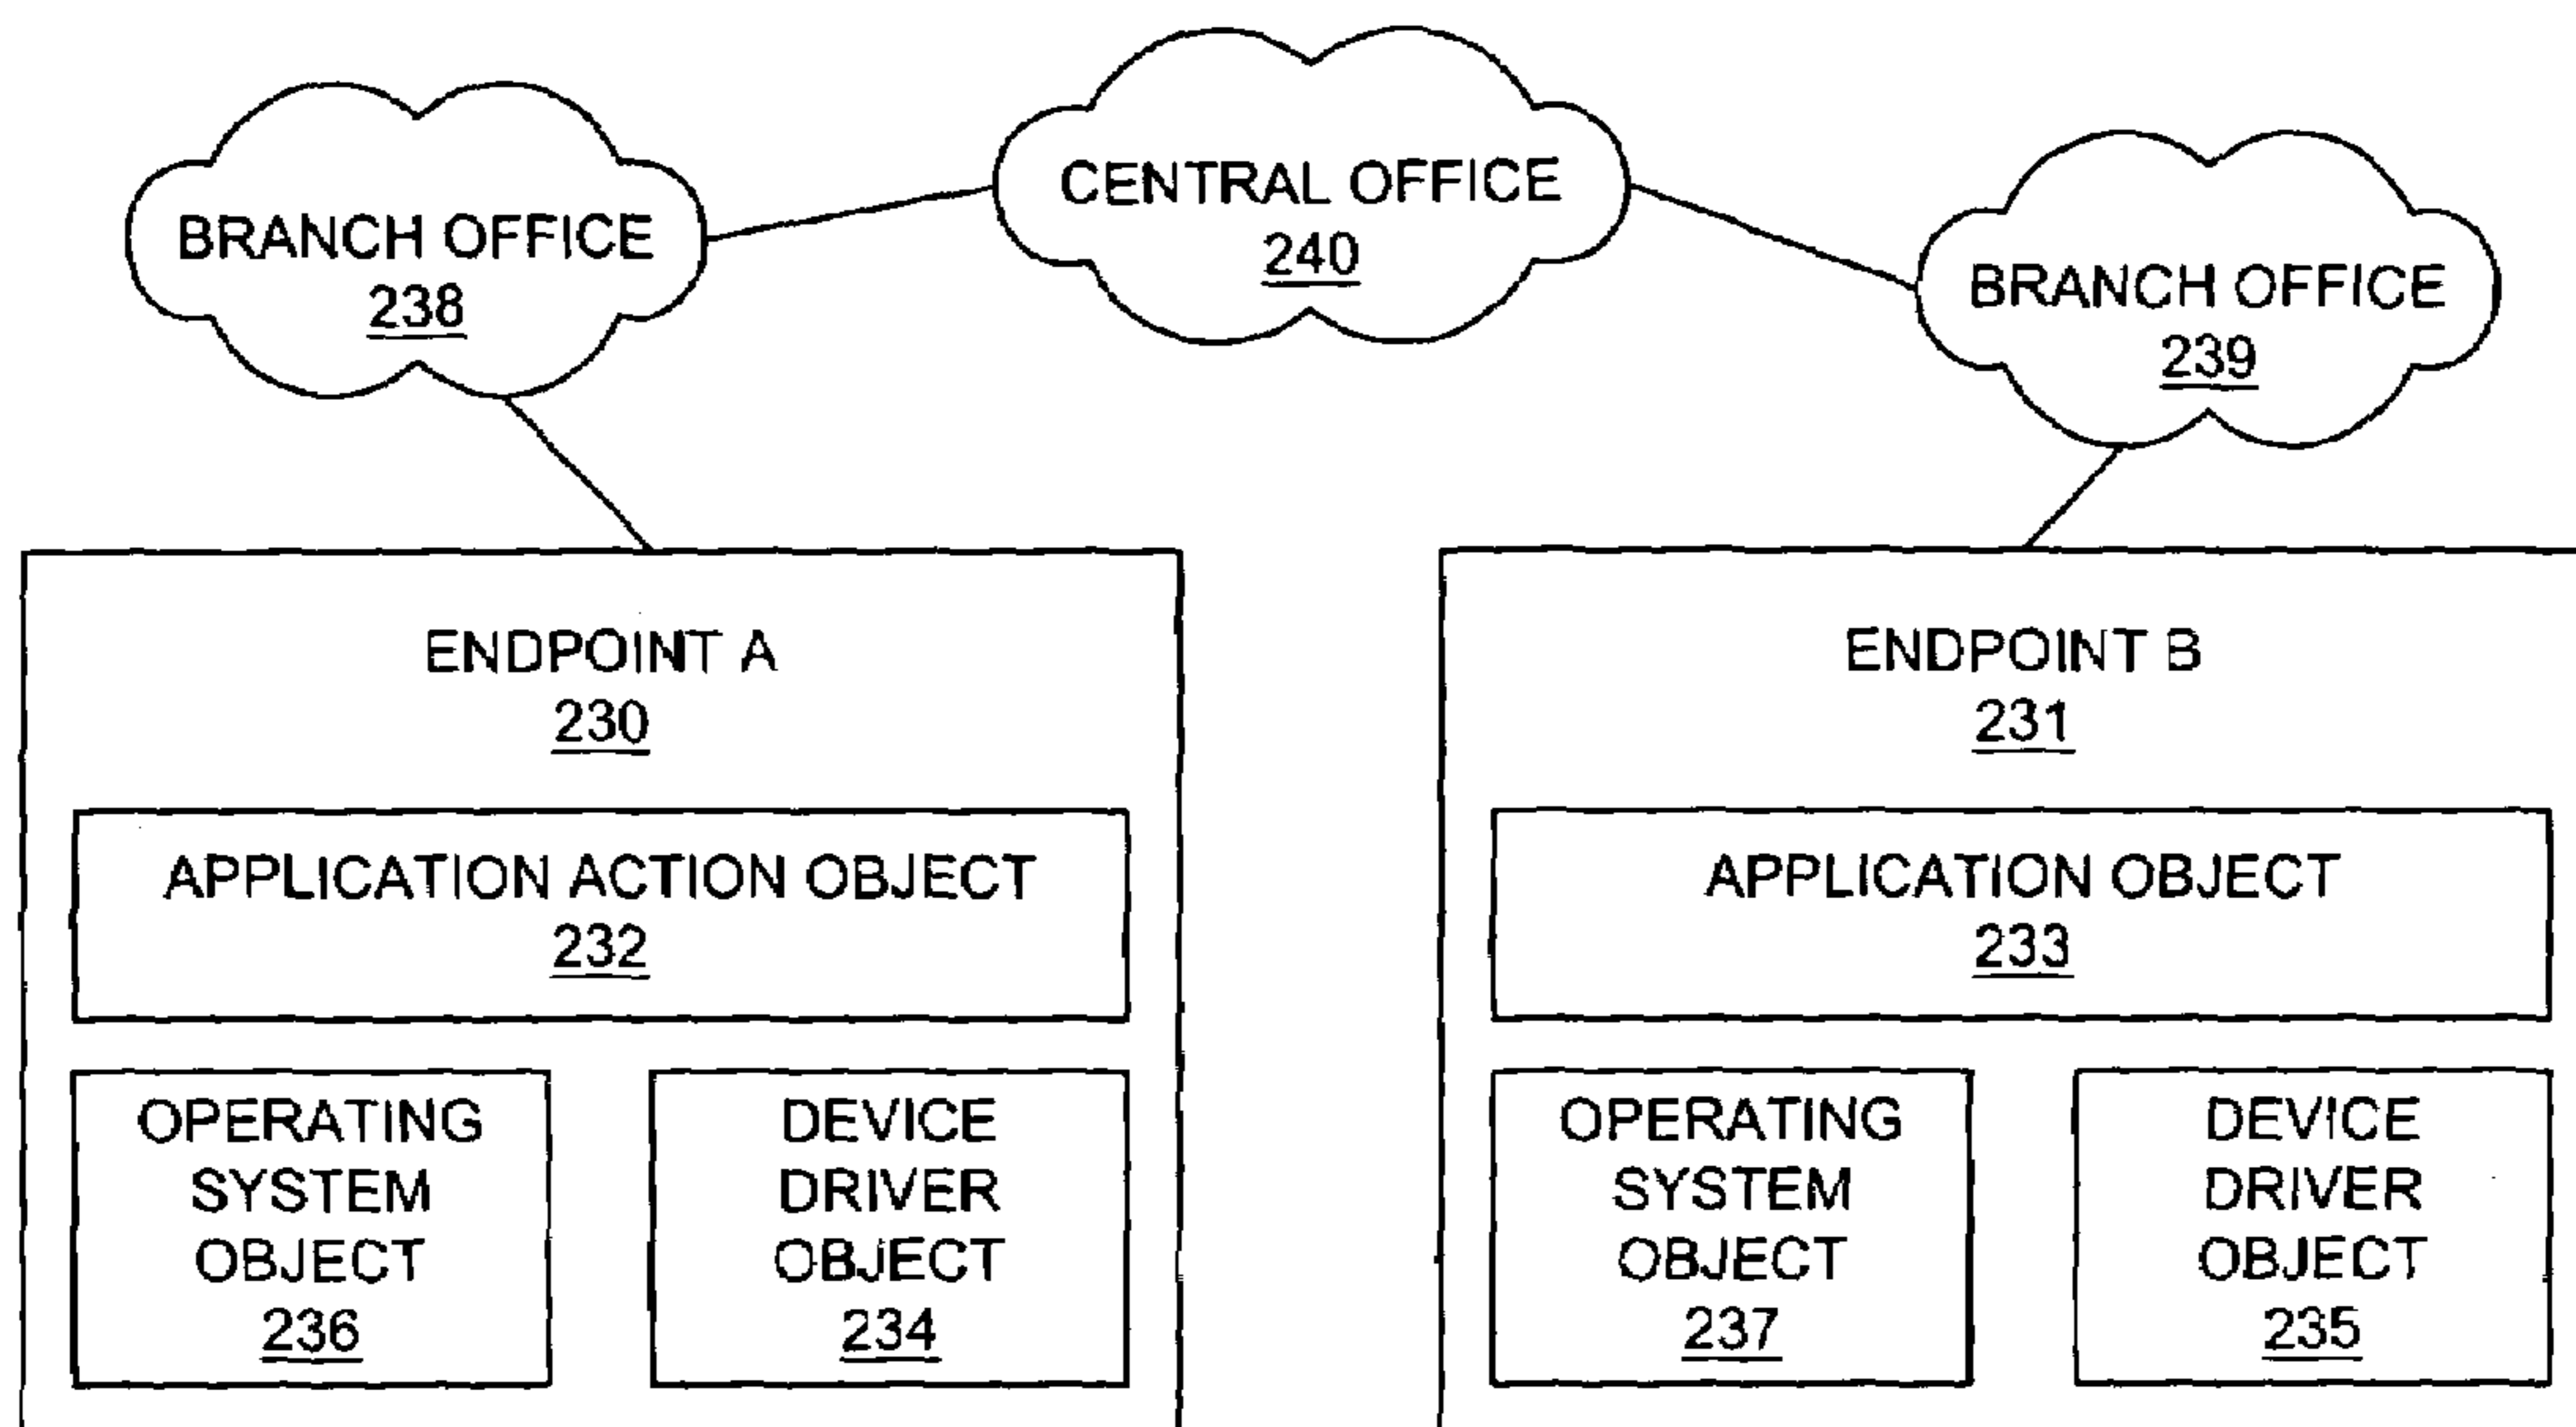 CENTRAL OFFICE
240
BRANCH OFFICE
238
BRANCH OFFICE
239
ENDPOINT A
230
APPLICATION ACTION OBJECT
232
OPERATING
SYSTEM
OBJECT
236
DEVICE
DRIVER
OBJECT
234
ENDPOINT B
231
APPLICATION OBJECT
233
OPERATING
SYSTEM
OBJECT
237
DEVICE
DRIVER
OBJECT
235